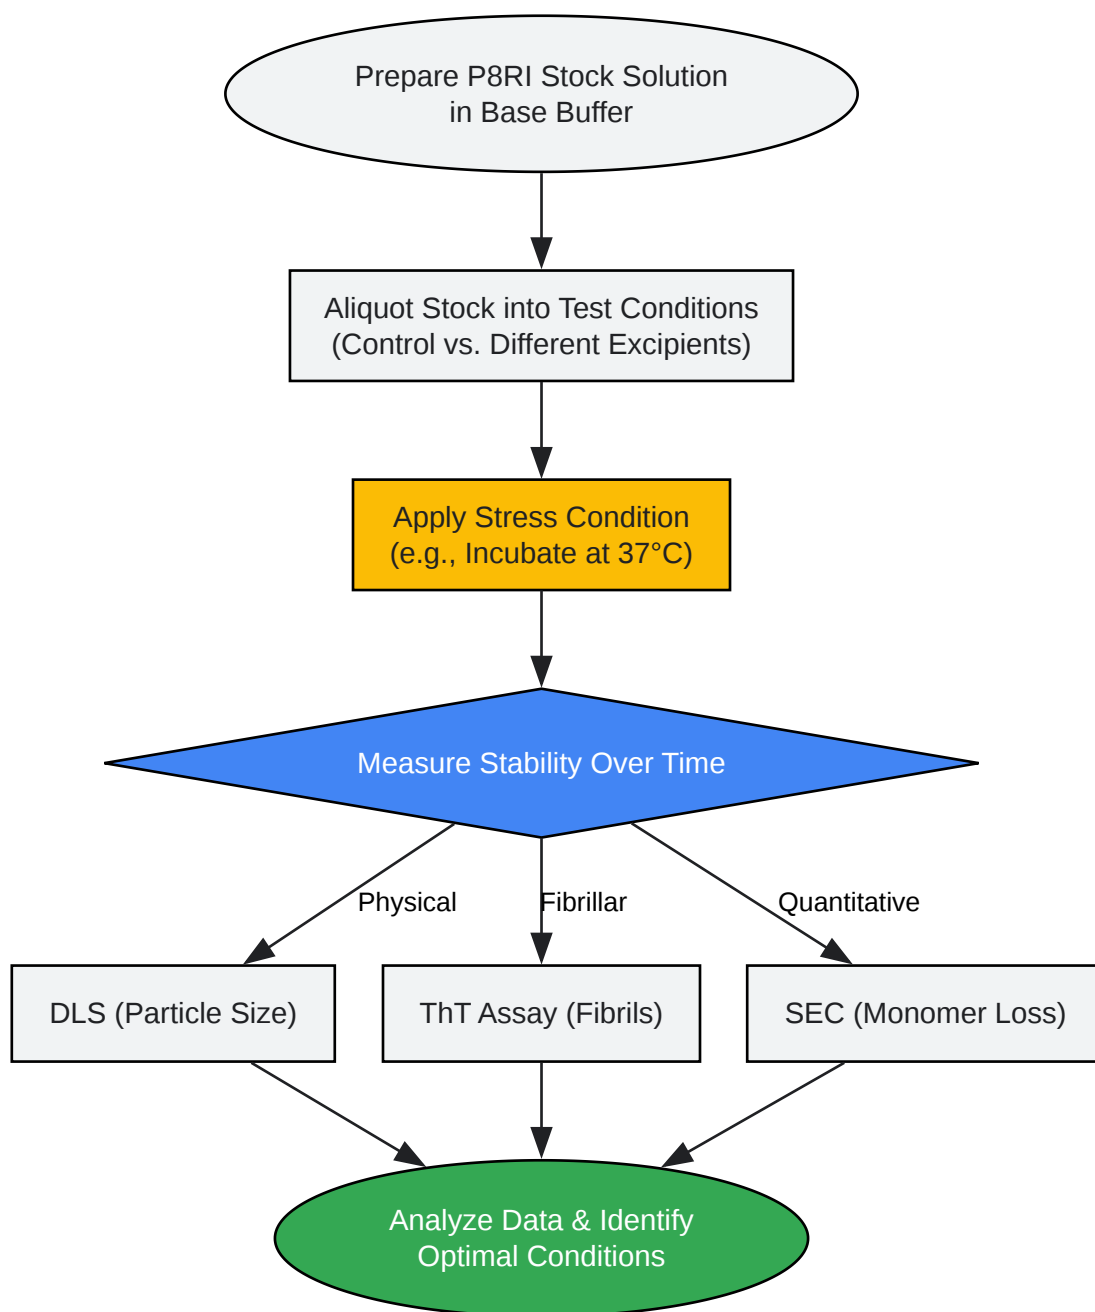 Prepare P8RI Stock Solution
in Base Buffer
Aliquot Stock into Test Conditions
(Control vs. Different Excipients)
Apply Stress Condition
(e.g., Incubate at 37°C)
Measure Stability Over Time
Physical
Fibrillar
Quantitative
DLS (Particle Size)
ThT Assay (Fibrils)
SEC (Monomer Loss)
Analyze Data & Identify
Optimal Conditions